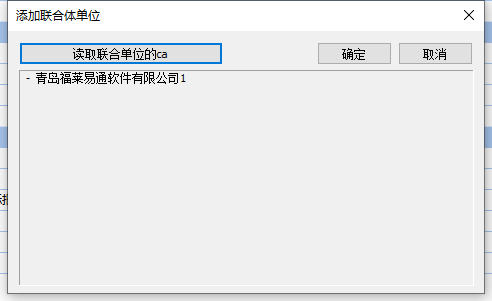 添加联合体单位
读取联合单位的ca
确定
取消
- 青岛福莱易通软件有限公司1